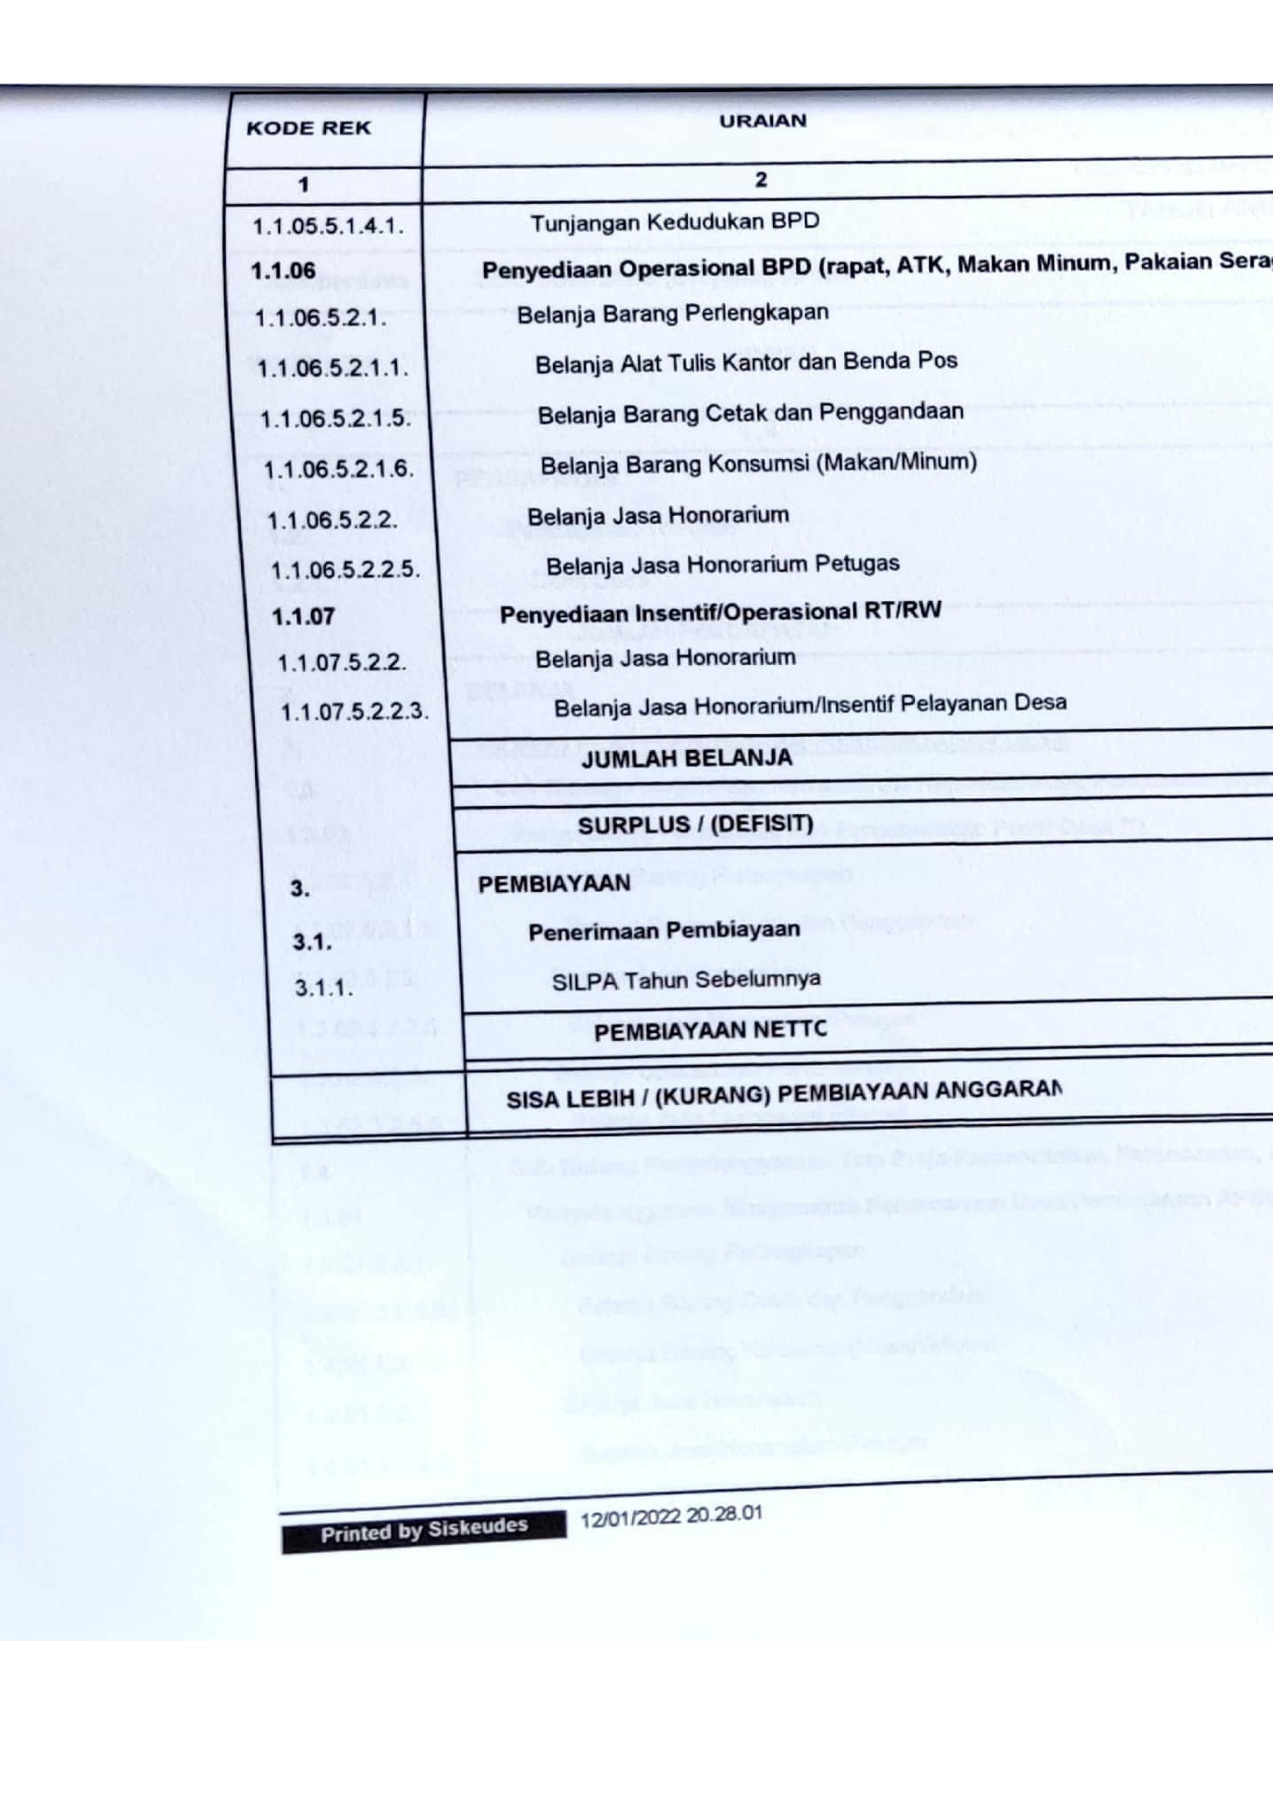 KODE REK URAIAN
1 2
1.1.05.5.1.4.1. Tunjangan Kedudukan BPD
1.1.06 Penyediaan Operasional BPD (rapat, ATK, Makan Minum, Pakaian Sera
1.1.06.5.2.1. Belanja Barang Perlengkapan
1.1.06.5.2.1.1. Belanja Alat Tulis Kantor dan Benda Pos
1.1.06.5.2.1.5. Belanja Barang Cetak dan Penggandaan
1.1.06.5.2.1.6. Belanja Barang Konsumsi (Makan/Minum)
1.1.06.5.2.2. Belanja Jasa Honorarium
1.1.06.5.2.2.5. Belanja Jasa Honorarium Petugas
1.1.07 Penyediaan Insentif/Operasional RT/RW
1.1.07.5.2.2. Belanja Jasa Honorarium
1.1.07.5.2.2.3. Belanja Jasa Honorarium/Insentif Pelayanan Desa
JUMLAH BELANJA
SURPLUS / (DEFISIT)
3. PEMBIAYAAN
3.1. Penerimaan Pembiayaan
3.1.1. SILPA Tahun Sebelumnya
PEMBIAYAAN NETTO
SISA LEBIH / (KURANG) PEMBIAYAAN ANGGARAN
Printed by Siskeudes 12/01/2022 20.28.01